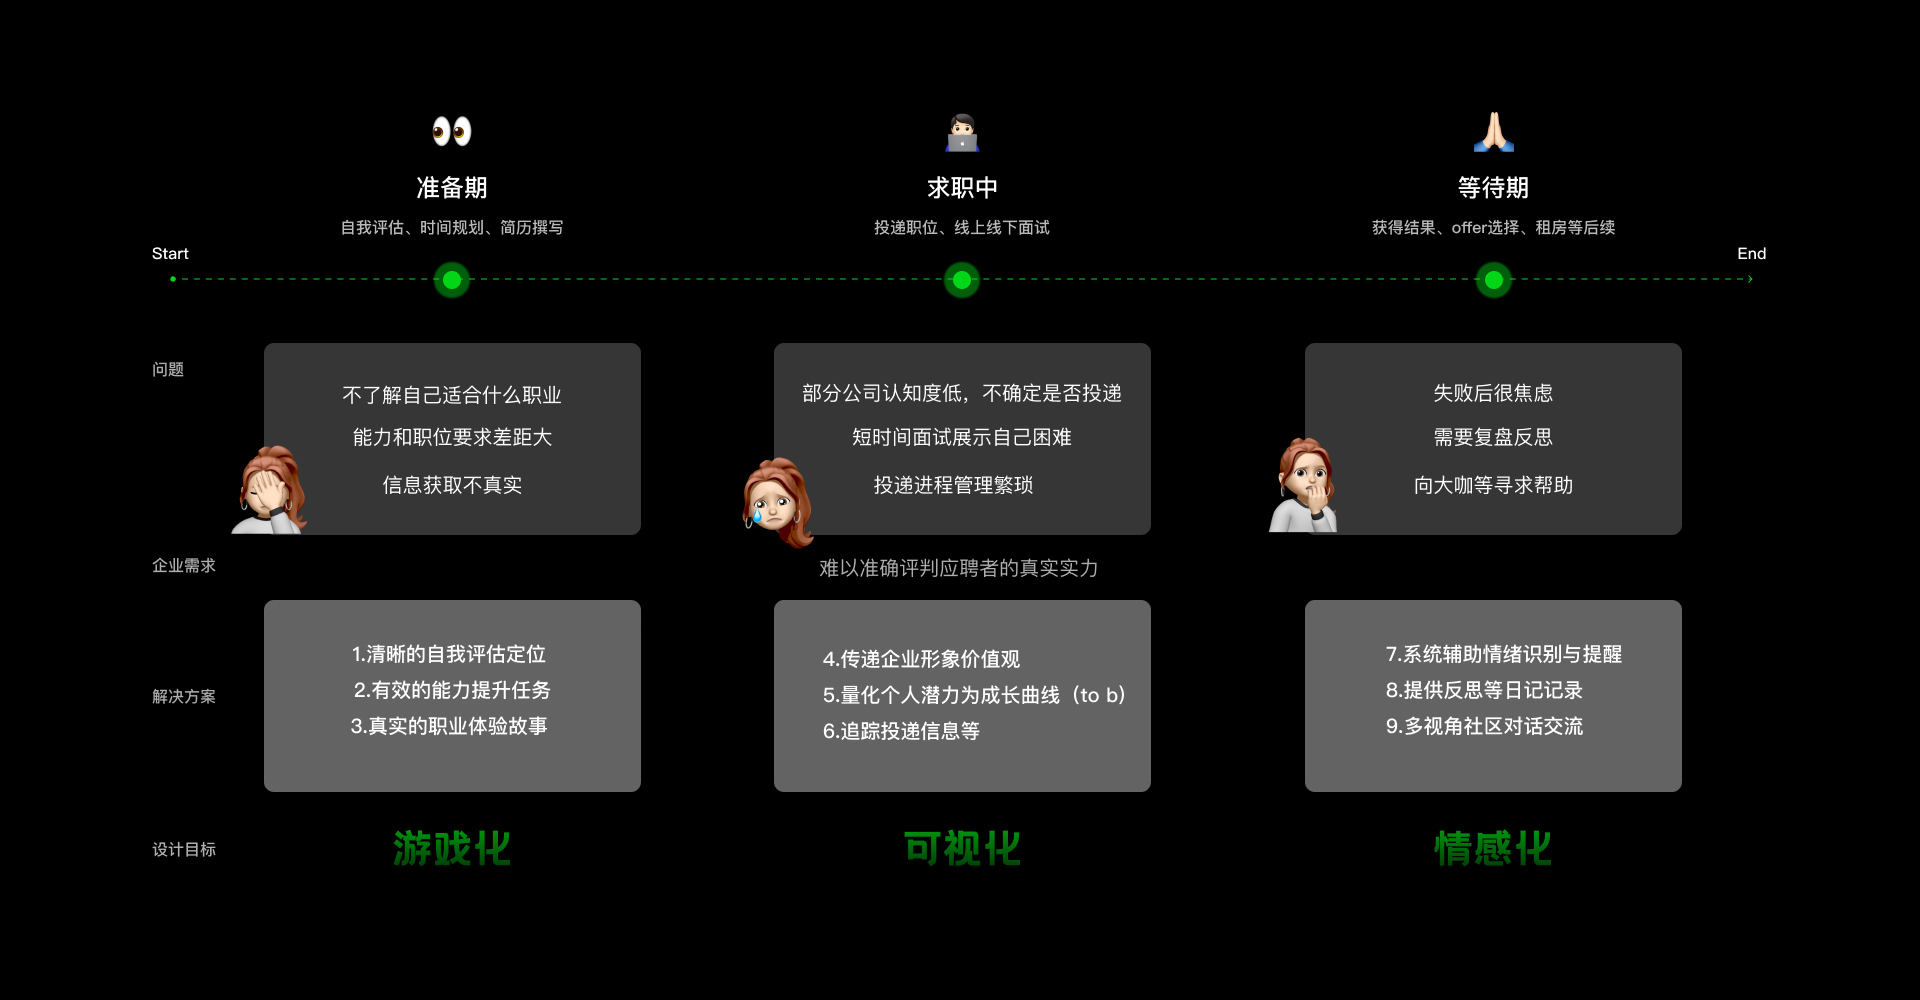 准备期
求职中
等待期
自我评估、时间规划、简历撰写
投递职位、线上线下面试
获得结果、offer选择、租房等后续
Start
End
问题
不了解自己适合什么职业
能力和职位要求差距大
信息获取不真实
部分公司认知度低，不确定是否投递
短时间面试展示自己困难
投递进程管理繁琐
失败后很焦虑
需要复盘反思
向大咖等寻求帮助
企业需求
难以准确评判应聘者的真实实力
解决方案
1.清晰的自我评估定位
2.有效的能力提升任务
3.真实的职业体验故事
4.传递企业形象价值观
5.量化个人潜力为成长曲线（to b）
6.追踪投递信息等
7.系统辅助情绪识别与提醒
8.提供反思等日记记录
9.多视角社区对话交流
设计目标
游戏化
可视化
情感化